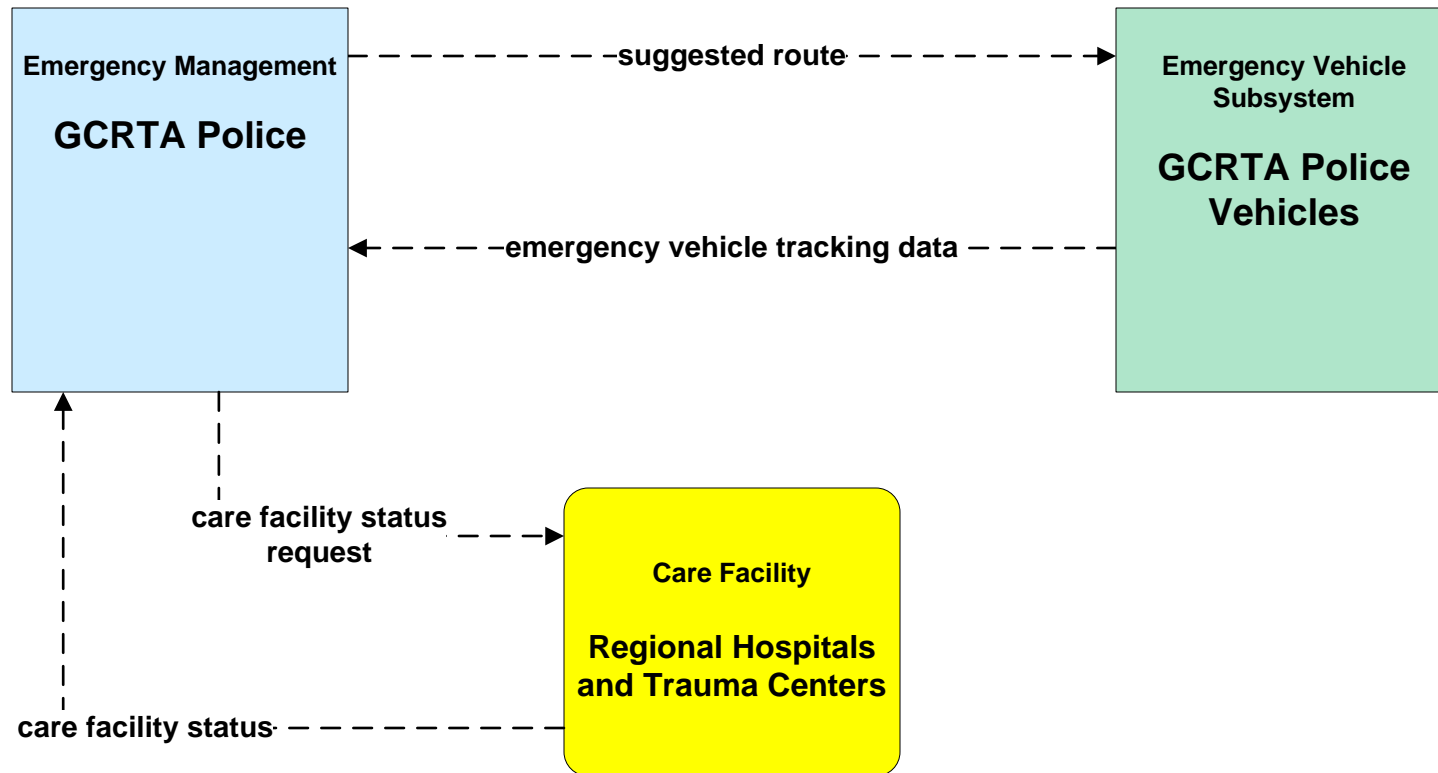 Emergency Management
GCRTA Police
suggested route
Emergency Vehicle
Subsystem
GCRTA Police
Vehicles
emergency vehicle tracking data
care facility status
request
Care Facility
Regional Hospitals
and Trauma Centers
care facility status